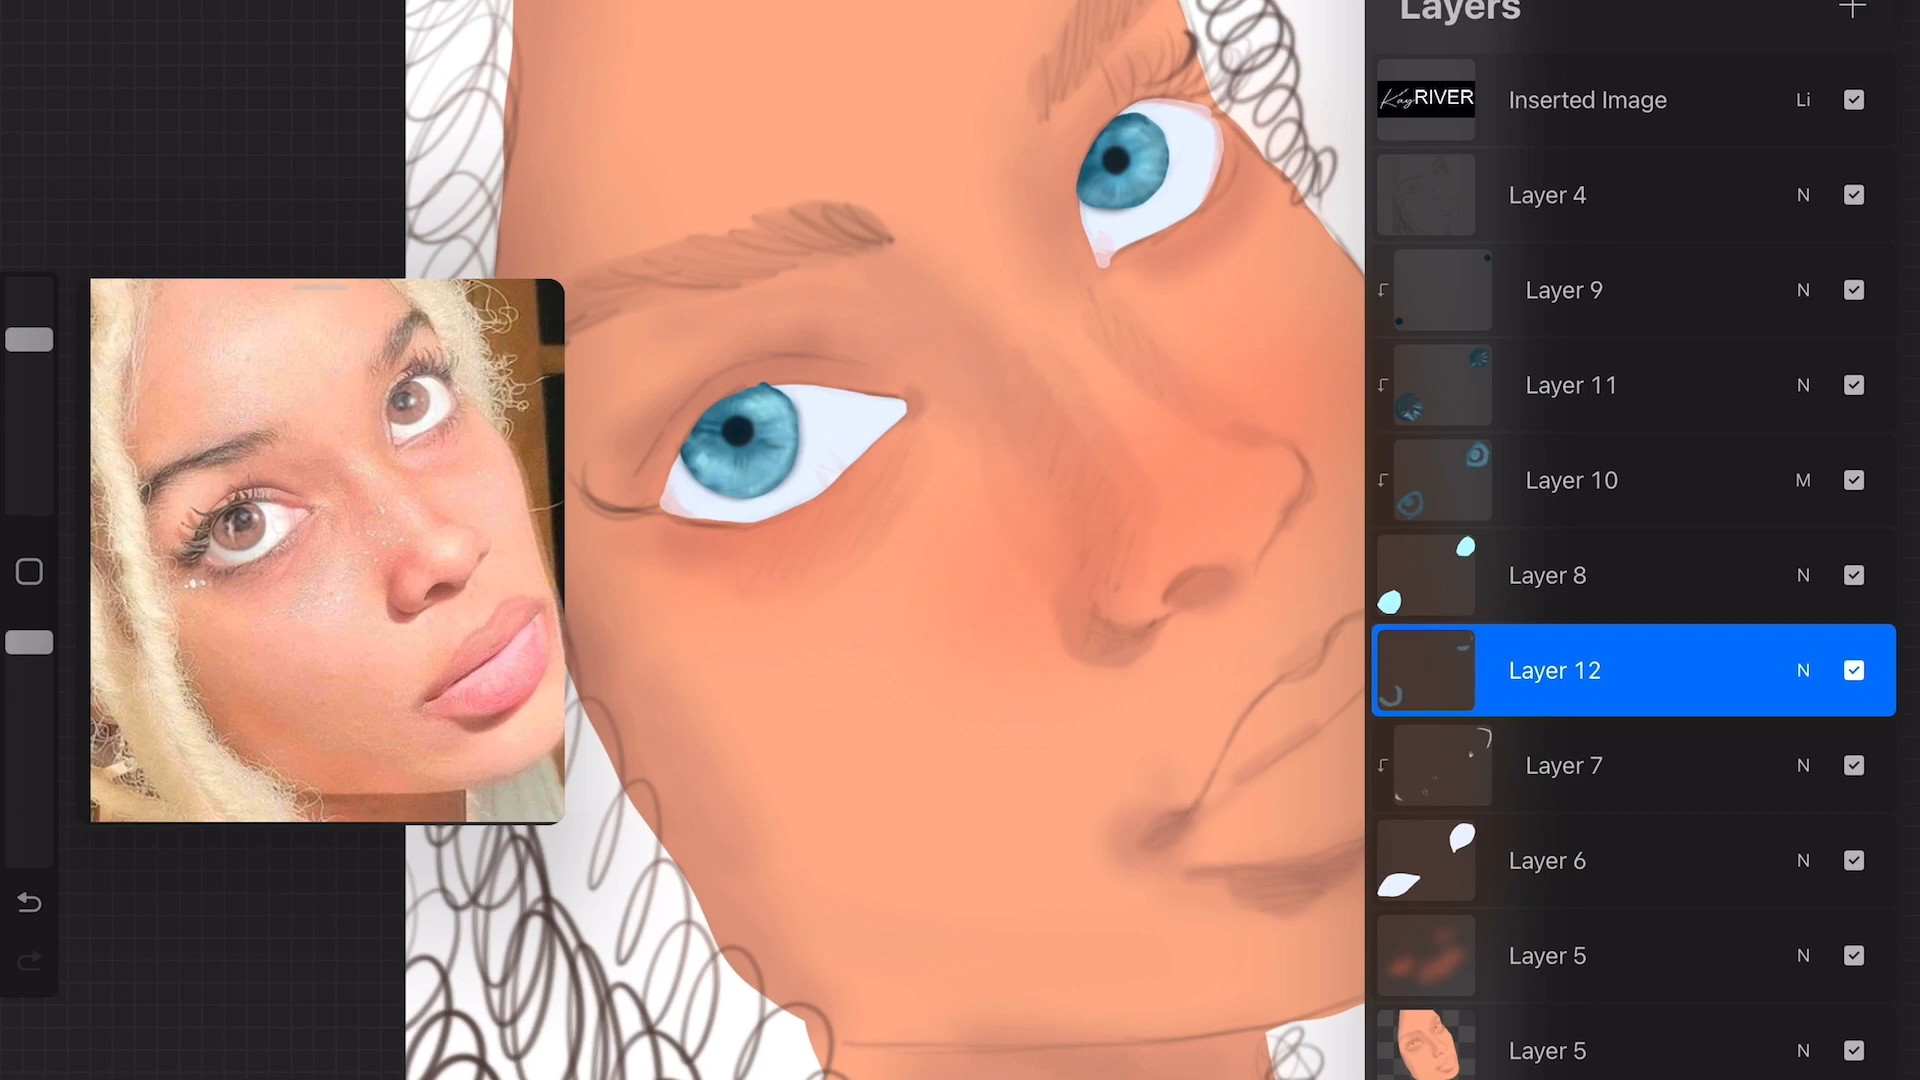 Layers
KayRIVER
Inserted Image
Li
Layer 4
N
Layer 9
N
Layer 11
N
Layer 10
M
Layer 8
N
Layer 12
N
Layer 7
N
Layer 6
N
Layer 5
N
Layer 5
N